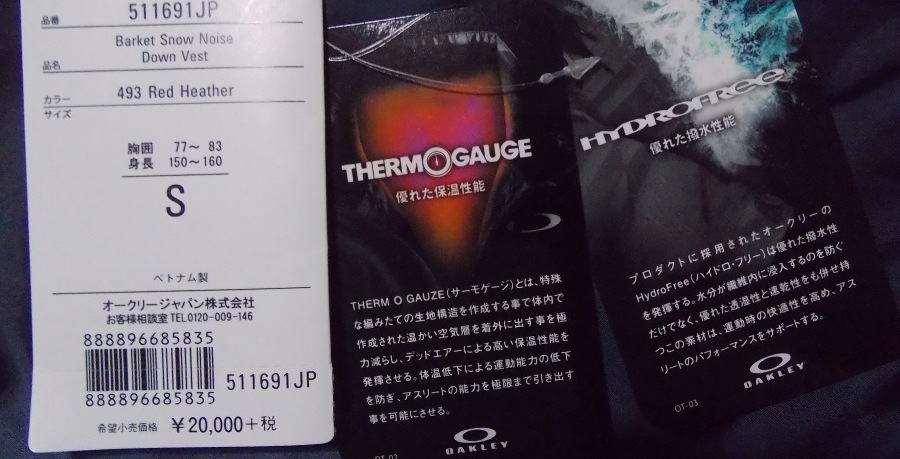 品番 511691JP
Barket Snow Noise
品名 Down Vest
カラー 493 Red Heather
サイズ
胸囲 77～ 83
身長 150～160
S
ベトナム製
オークリージャパン株式会社
お客様相談室 TEL0120-009-146
888896685835
511691JP
888896685835
希望小売価格 ¥20,000+税
THERMOGAUGE
優れた保温性能
THERM O GAUZE(サーモゲージ)とは、特殊
な編みたての生地構造を作成する事で体内で
作成された温かい空気層を着外に出す事を極
力減らし、デッドエアーによる高い保温性能を
発揮させる。体温低下による運動能力の低下
を防ぎ、アスリートの能力を極限まで引き出す
事を可能にさせる。
OAKLEY
OT-02
HYDROFREE
優れた撥水性能
プロダクトに採用されたオークリーの
HydroFree(ハイドロ・フリー)は優れた撥水性
を発揮する。水分が繊維内に浸入するのを防ぐ
だけでなく、優れた透湿性と速乾性をも併せ持
つこの素材は、運動時の快適性を高め、アス
リートのパフォーマンスをサポートする。
OAKLEY
OT-03